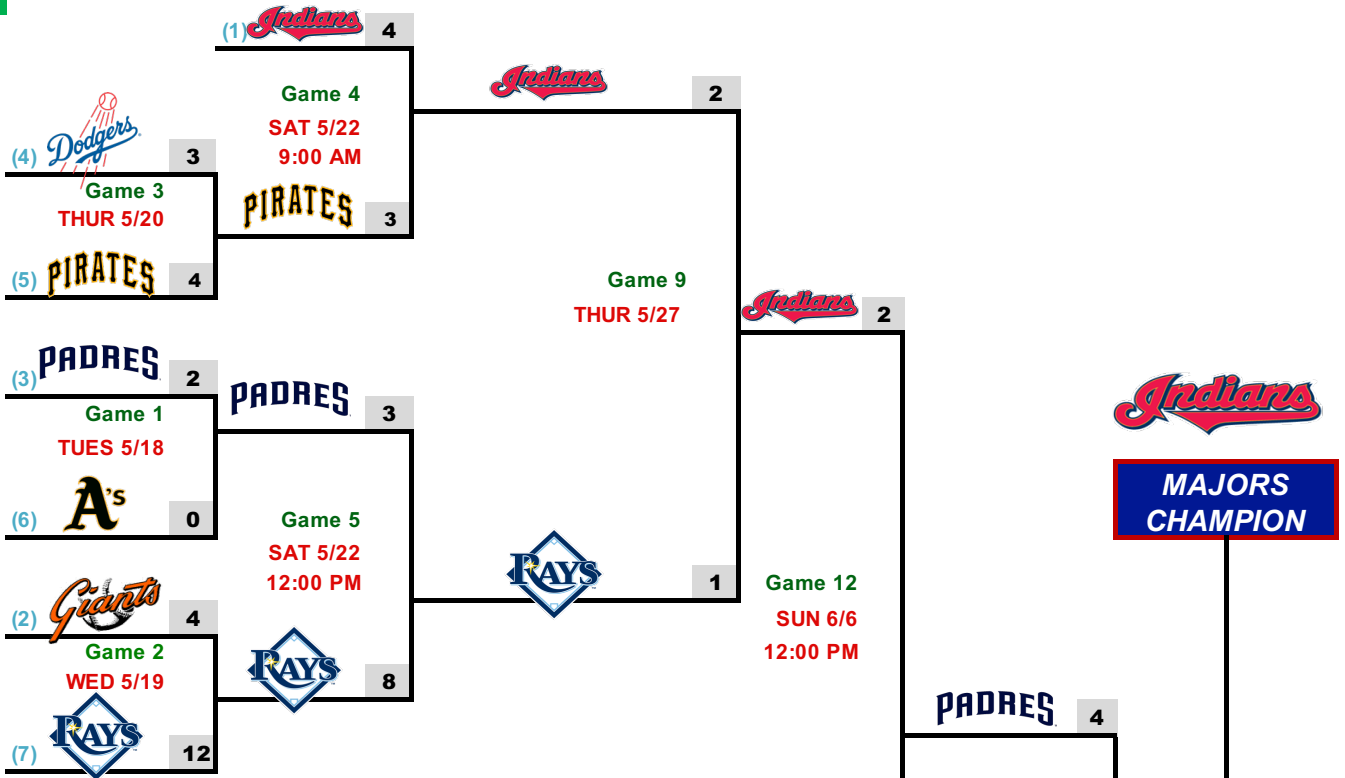 (1) Indians 4
Game 4
SAT 5/22
9:00 AM
PIRATES 3
(4) Dodgers 3
Game 3
THUR 5/20
(5) PIRATES 4
(3) PADRES 2
Game 1
TUES 5/18
(6) A's 0
PADRES 3
Game 5
SAT 5/22
12:00 PM
RAYS 8
(2) Giants 4
Game 2
WED 5/19
(7) RAYS 12
Indians 2
Game 9
THUR 5/27
RAYS 1
Indians 2
Game 12
SUN 6/6
12:00 PM
PADRES 4
Indians
MAJORS
CHAMPION